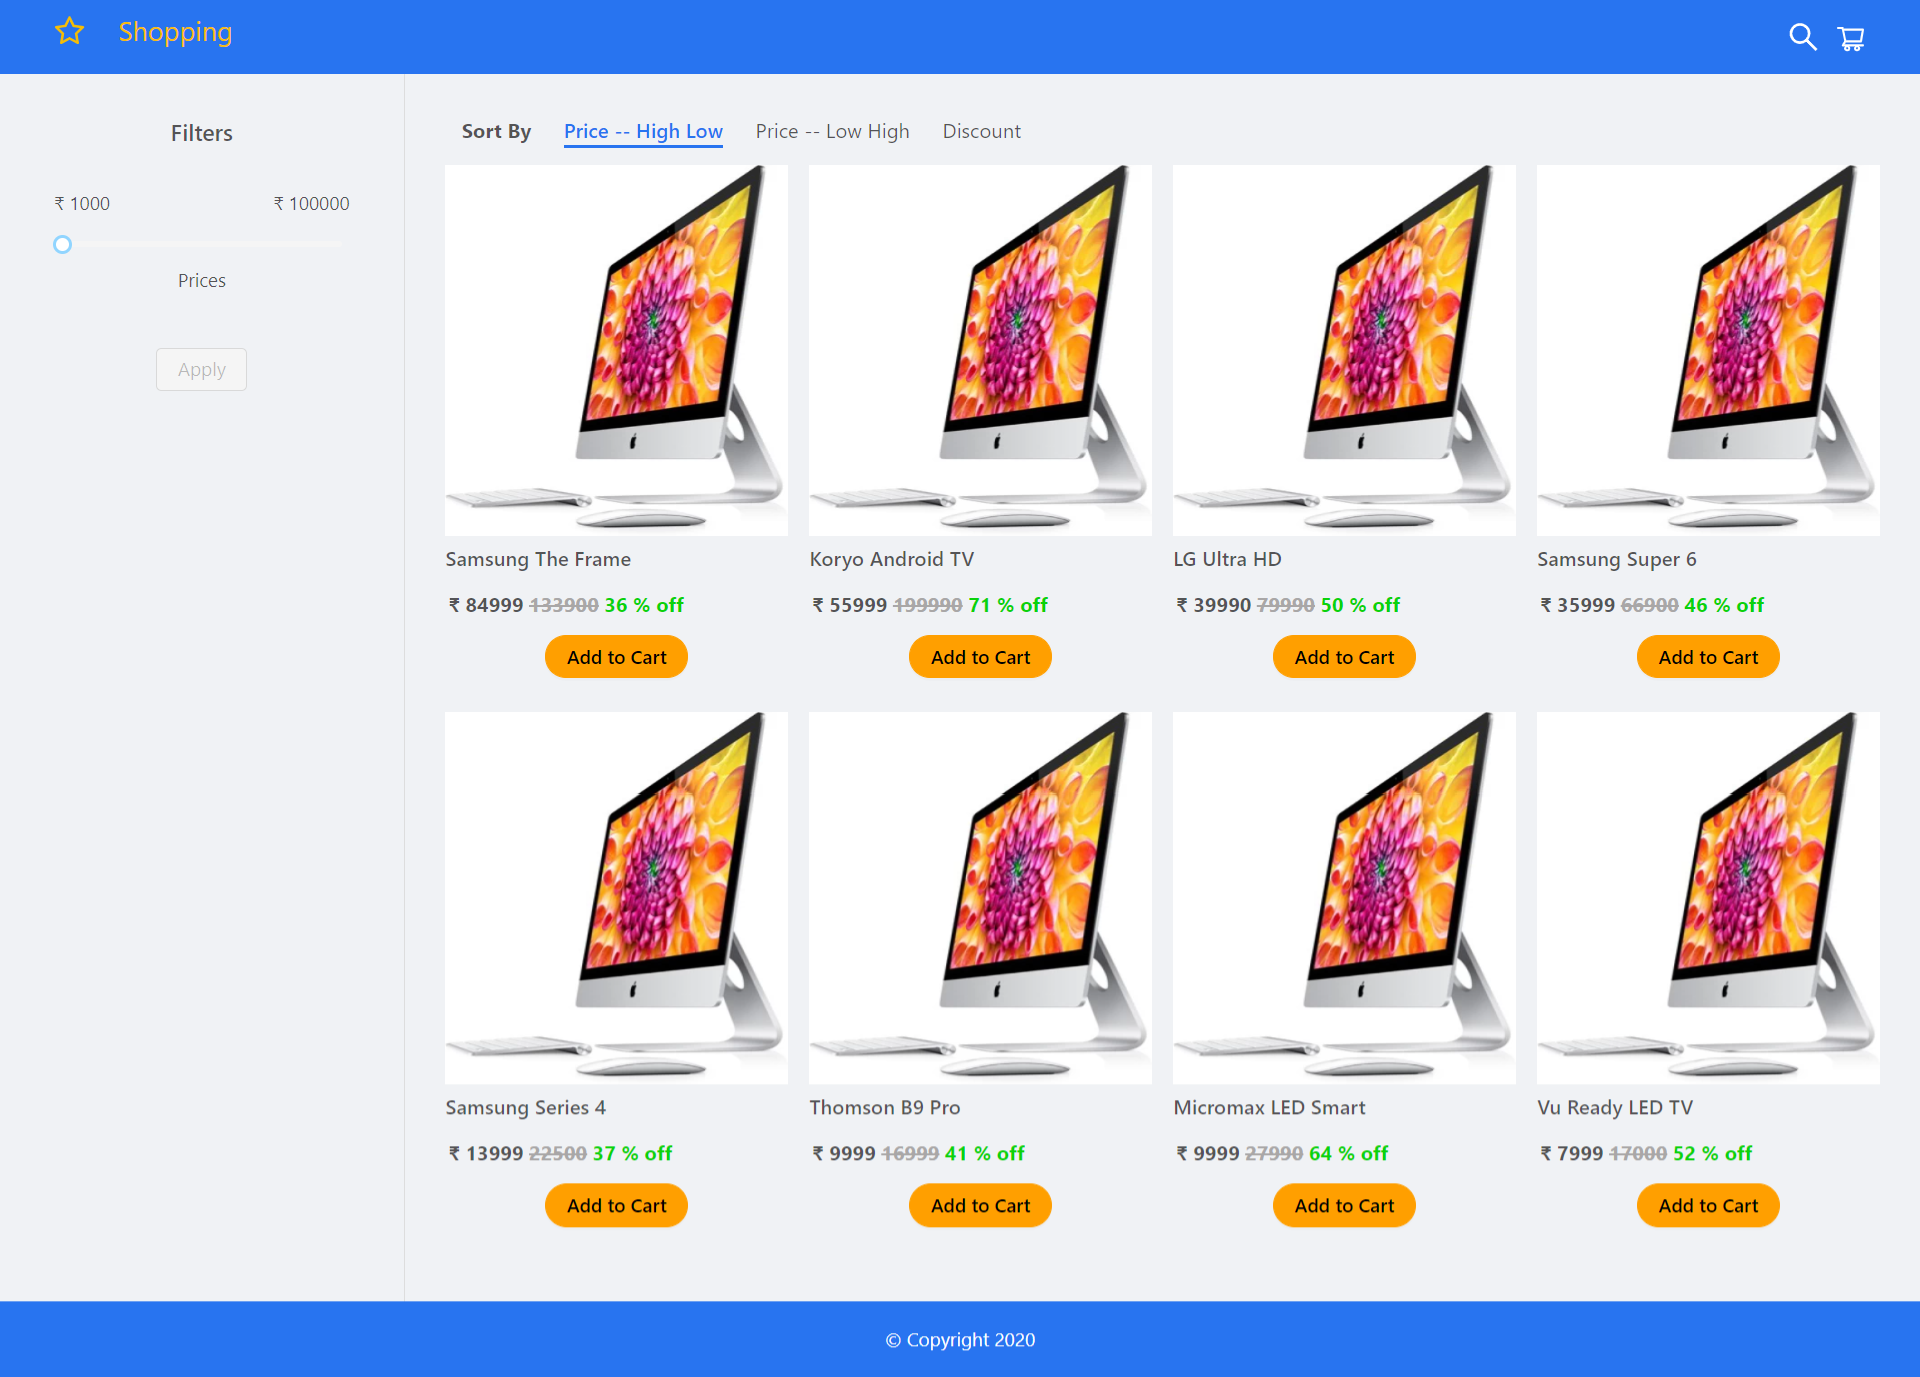 Shopping
Filters
₹ 1000 ₹ 100000
Prices
Apply
Sort By Price -- High Low Price -- Low High Discount
Samsung The Frame
₹ 84999 133900 36 % off
Add to Cart
Koryo Android TV
₹ 55999 199990 71 % off
Add to Cart
LG Ultra HD
₹ 39990 79990 50 % off
Add to Cart
Samsung Super 6
₹ 35999 66900 46 % off
Add to Cart
Samsung Series 4
₹ 13999 22500 37 % off
Add to Cart
Thomson B9 Pro
₹ 9999 16999 41 % off
Add to Cart
Micromax LED Smart
₹ 9999 27990 64 % off
Add to Cart
Vu Ready LED TV
₹ 7999 17000 52 % off
Add to Cart
© Copyright 2020